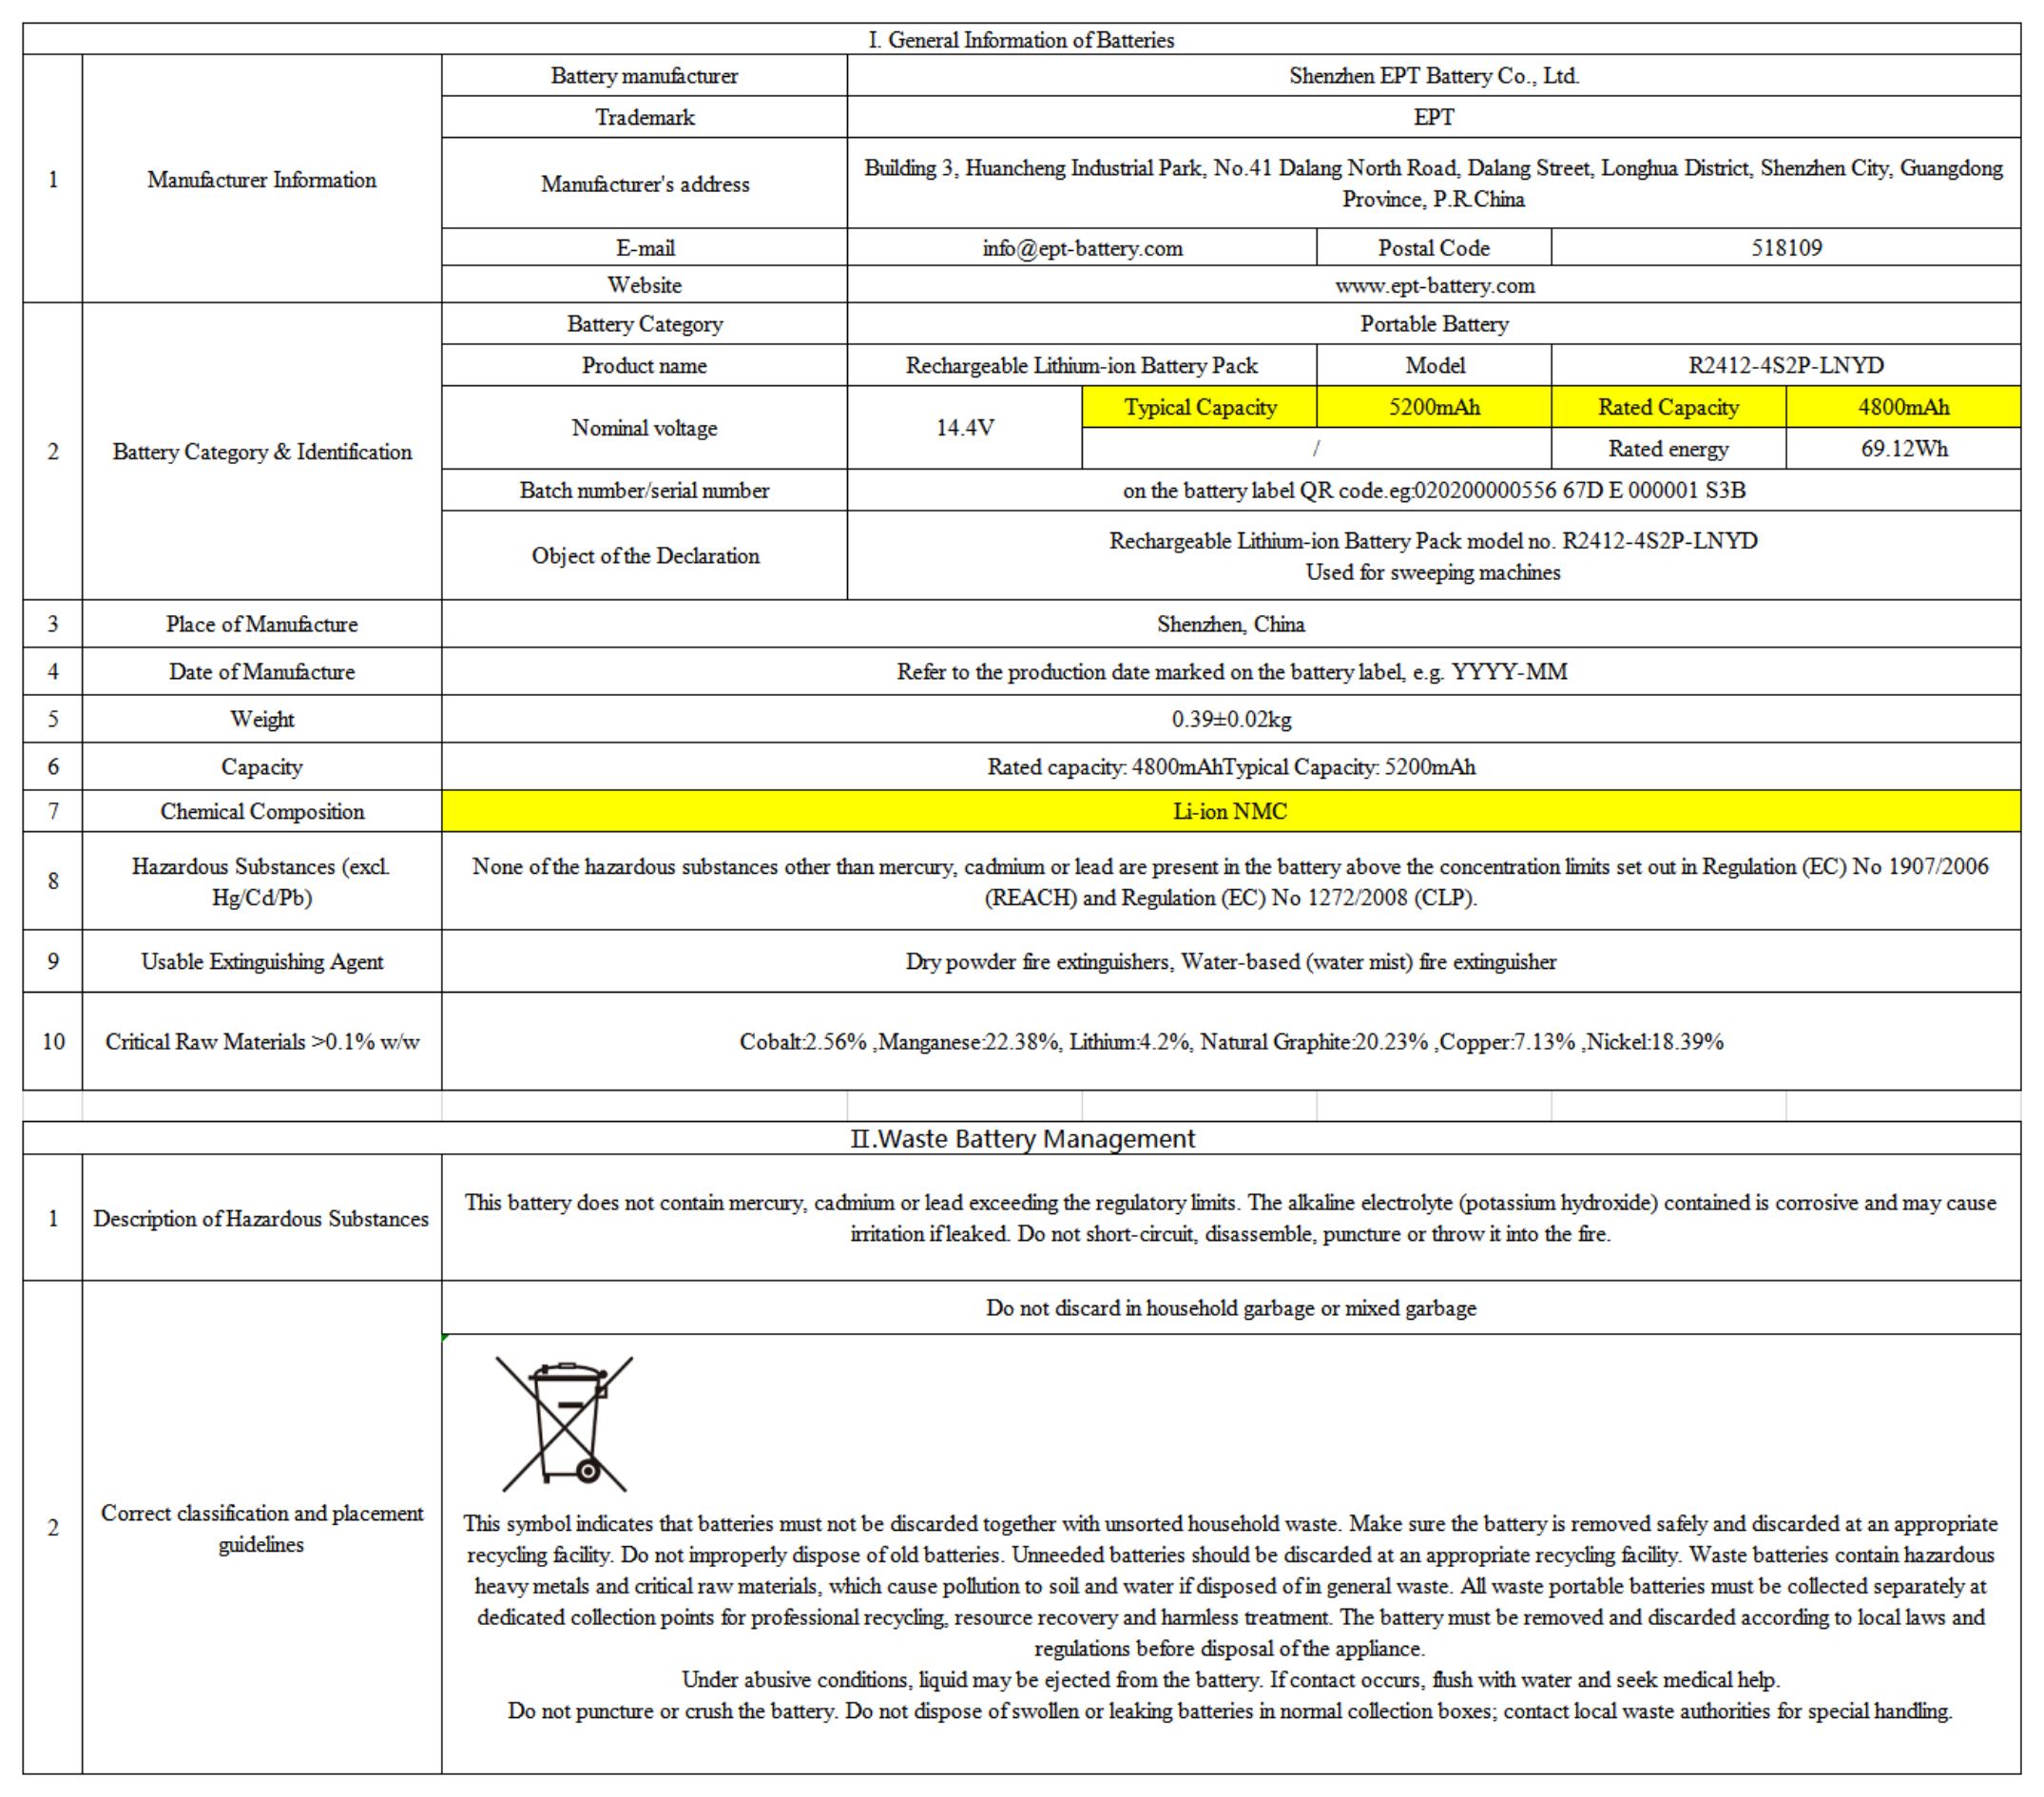 I. General Information of Batteries
1
Manufacturer Information
Battery manufacturer
Shenzhen EPT Battery Co., Ltd.
Trademark
EPT
Manufacturer's address
Building 3, Huancheng Industrial Park, No.41 Dalang North Road, Dalang Street, Longhua District, Shenzhen City, Guangdong
Province, P.R.China
E-mail
info@ept-battery.com
Postal Code
518109
Website
www.ept-battery.com
2
Battery Category & Identification
Battery Category
Portable Battery
Product name
Rechargeable Lithium-ion Battery Pack
Model
R2412-4S2P-LNYD
Nominal voltage
14.4V
Typical Capacity
5200mAh
Rated Capacity
4800mAh
/
Rated energy
69.12Wh
Batch number/serial number
on the battery label QR code.eg:020200000556 67D E 000001 S3B
Object of the Declaration
Rechargeable Lithium-ion Battery Pack model no. R2412-4S2P-LNYD
Used for sweeping machines
3
Place of Manufacture
Shenzhen, China
4
Date of Manufacture
Refer to the production date marked on the battery label, e.g. YYYY-MM
5
Weight
0.39±0.02kg
6
Capacity
Rated capacity: 4800mAhTypical Capacity: 5200mAh
7
Chemical Composition
Li-ion NMC
8
Hazardous Substances (excl.
Hg/Cd/Pb)
None of the hazardous substances other than mercury, cadmium or lead are present in the battery above the concentration limits set out in Regulation (EC) No 1907/2006
(REACH) and Regulation (EC) No 1272/2008 (CLP).
9
Usable Extinguishing Agent
Dry powder fire extinguishers, Water-based (water mist) fire extinguisher
10
Critical Raw Materials >0.1% w/w
Cobalt:2.56% ,Manganese:22.38%, Lithium:4.2%, Natural Graphite:20.23% ,Copper:7.13% ,Nickel:18.39%
Ⅱ.Waste Battery Management
1
Description of Hazardous Substances
This battery does not contain mercury, cadmium or lead exceeding the regulatory limits. The alkaline electrolyte (potassium hydroxide) contained is corrosive and may cause
irritation if leaked. Do not short-circuit, disassemble, puncture or throw it into the fire.
2
Correct classification and placement
guidelines
Do not discard in household garbage or mixed garbage
This symbol indicates that batteries must not be discarded together with unsorted household waste. Make sure the battery is removed safely and discarded at an appropriate
recycling facility. Do not improperly dispose of old batteries. Unneeded batteries should be discarded at an appropriate recycling facility. Waste batteries contain hazardous
heavy metals and critical raw materials, which cause pollution to soil and water if disposed of in general waste. All waste portable batteries must be collected separately at
dedicated collection points for professional recycling, resource recovery and harmless treatment. The battery must be removed and discarded according to local laws and
regulations before disposal of the appliance.
Under abusive conditions, liquid may be ejected from the battery. If contact occurs, flush with water and seek medical help.
Do not puncture or crush the battery. Do not dispose of swollen or leaking batteries in normal collection boxes; contact local waste authorities for special handling.